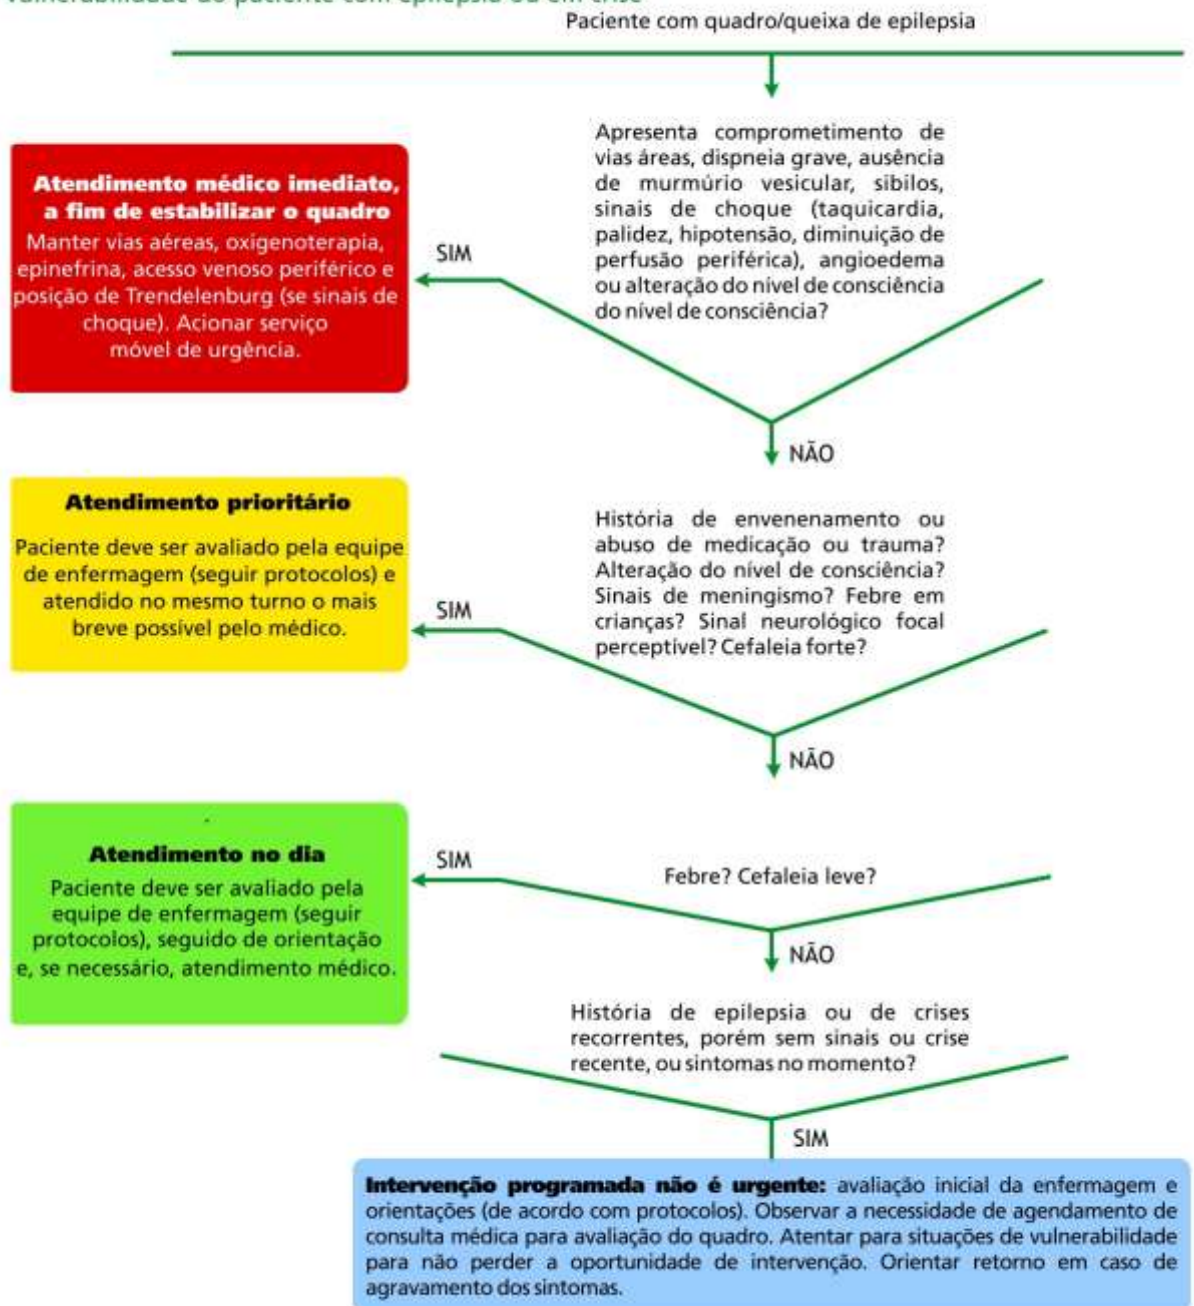 vulnerabilidade do paciente com epilepsia ou em crise
Paciente com quadro/queixa de epilepsia
Apresenta comprometimento de
vias áreas, dispneia grave, ausência
de murmúrio vesicular, sibilos,
sinais de choque (taquicardia,
palidez, hipotensão, diminuição de
perfusão periférica), angioedema
ou alteração do nível de consciência
do nível de consciência?
SIM
Atendimento médico imediato,
a fim de estabilizar o quadro
Manter vias aéreas, oxigenoterapia,
epinefrina, acesso venoso periférico e
posição de Trendelenburg (se sinais de
choque). Acionar serviço
móvel de urgência.
NÃO
História de envenenamento ou
abuso de medicação ou trauma?
Alteração do nível de consciência?
Sinais de meningismo? Febre em
crianças? Sinal neurológico focal
perceptível? Cefaleia forte?
SIM
Atendimento prioritário
Paciente deve ser avaliado pela equipe
de enfermagem (seguir protocolos) e
atendido no mesmo turno o mais
breve possível pelo médico.
NÃO
Febre? Cefaleia leve?
SIM
Atendimento no dia
Paciente deve ser avaliado pela
equipe de enfermagem (seguir
protocolos), seguido de orientação
e, se necessário, atendimento médico.
NÃO
História de epilepsia ou de crises
recorrentes, porém sem sinais ou crise
recente, ou sintomas no momento?
SIM
Intervenção programada não é urgente: avaliação inicial da enfermagem e
orientações (de acordo com protocolos). Observar a necessidade de agendamento de
consulta médica para avaliação do quadro. Atentar para situações de vulnerabilidade
para não perder a oportunidade de intervenção. Orientar retorno em caso de
agravamento dos sintomas.